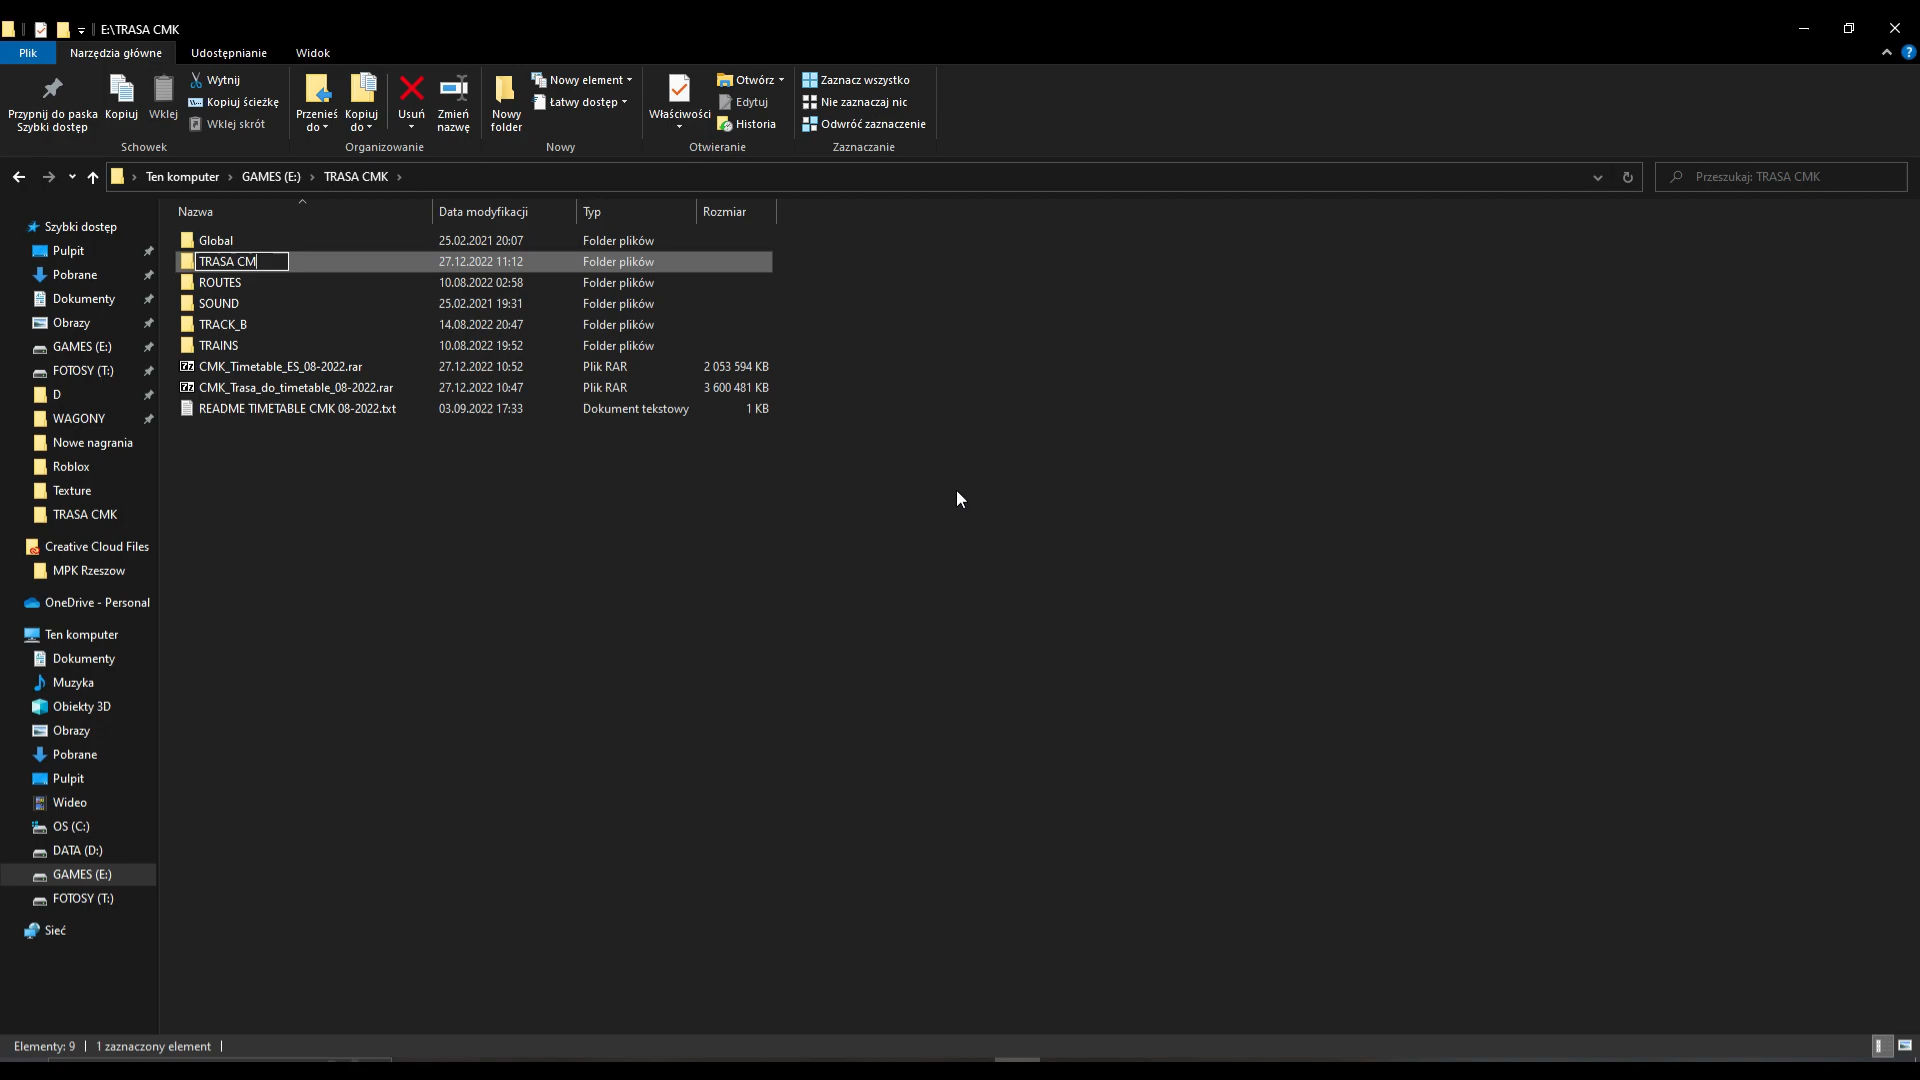 E:\TRASA CMK
Plik
Narzędzia główne
Udostępnianie
Widok
Przypnij do paska
Szybki dostęp
Kopiuj
Wklej
Wytnij
Kopiuj ścieżkę
Wklej skrót
Schowek
Przenieś
do
Kopiuj
do
Usuń
Zmień
nazwę
Organizowanie
Nowy
folder
Nowy element
Łatwy dostęp
Nowy
Właściwości
Otwórz
Edytuj
Historia
Otwieranie
Zaznacz wszystko
Nie zaznaczaj nic
Odwróć zaznaczenie
Zaznaczanie
Ten komputer
GAMES (E:)
TRASA CMK
Przeszukaj: TRASA CMK
Szybki dostęp
Pulpit
Pobrane
Dokumenty
Obrazy
GAMES (E:)
FOTOSY (T:)
D
WAGONY
Nowe nagrania
Roblox
Texture
TRASA CMK
Creative Cloud Files
MPK Rzeszow
OneDrive - Personal
Ten komputer
Dokumenty
Muzyka
Obiekty 3D
Obrazy
Pobrane
Pulpit
Wideo
OS (C:)
DATA (D:)
GAMES (E:)
FOTOSY (T:)
Sieć
Nazwa Data modyfikacji Typ Rozmiar
Global 25.02.2021 20:07 Folder plików
TRASA CM 27.12.2022 11:12 Folder plików
ROUTES 10.08.2022 02:58 Folder plików
SOUND 25.02.2021 19:31 Folder plików
TRACK_B 14.08.2022 20:47 Folder plików
TRAINS 10.08.2022 19:52 Folder plików
CMK_Timetable_ES_08-2022.rar 27.12.2022 10:52 Plik RAR 2 053 594 KB
CMK_Trasa_do_timetable_08-2022.rar 27.12.2022 10:47 Plik RAR 3 600 481 KB
README TIMETABLE CMK 08-2022.txt 03.09.2022 17:33 Dokument tekstowy 1 KB
Elementy: 9
1 zaznaczony element